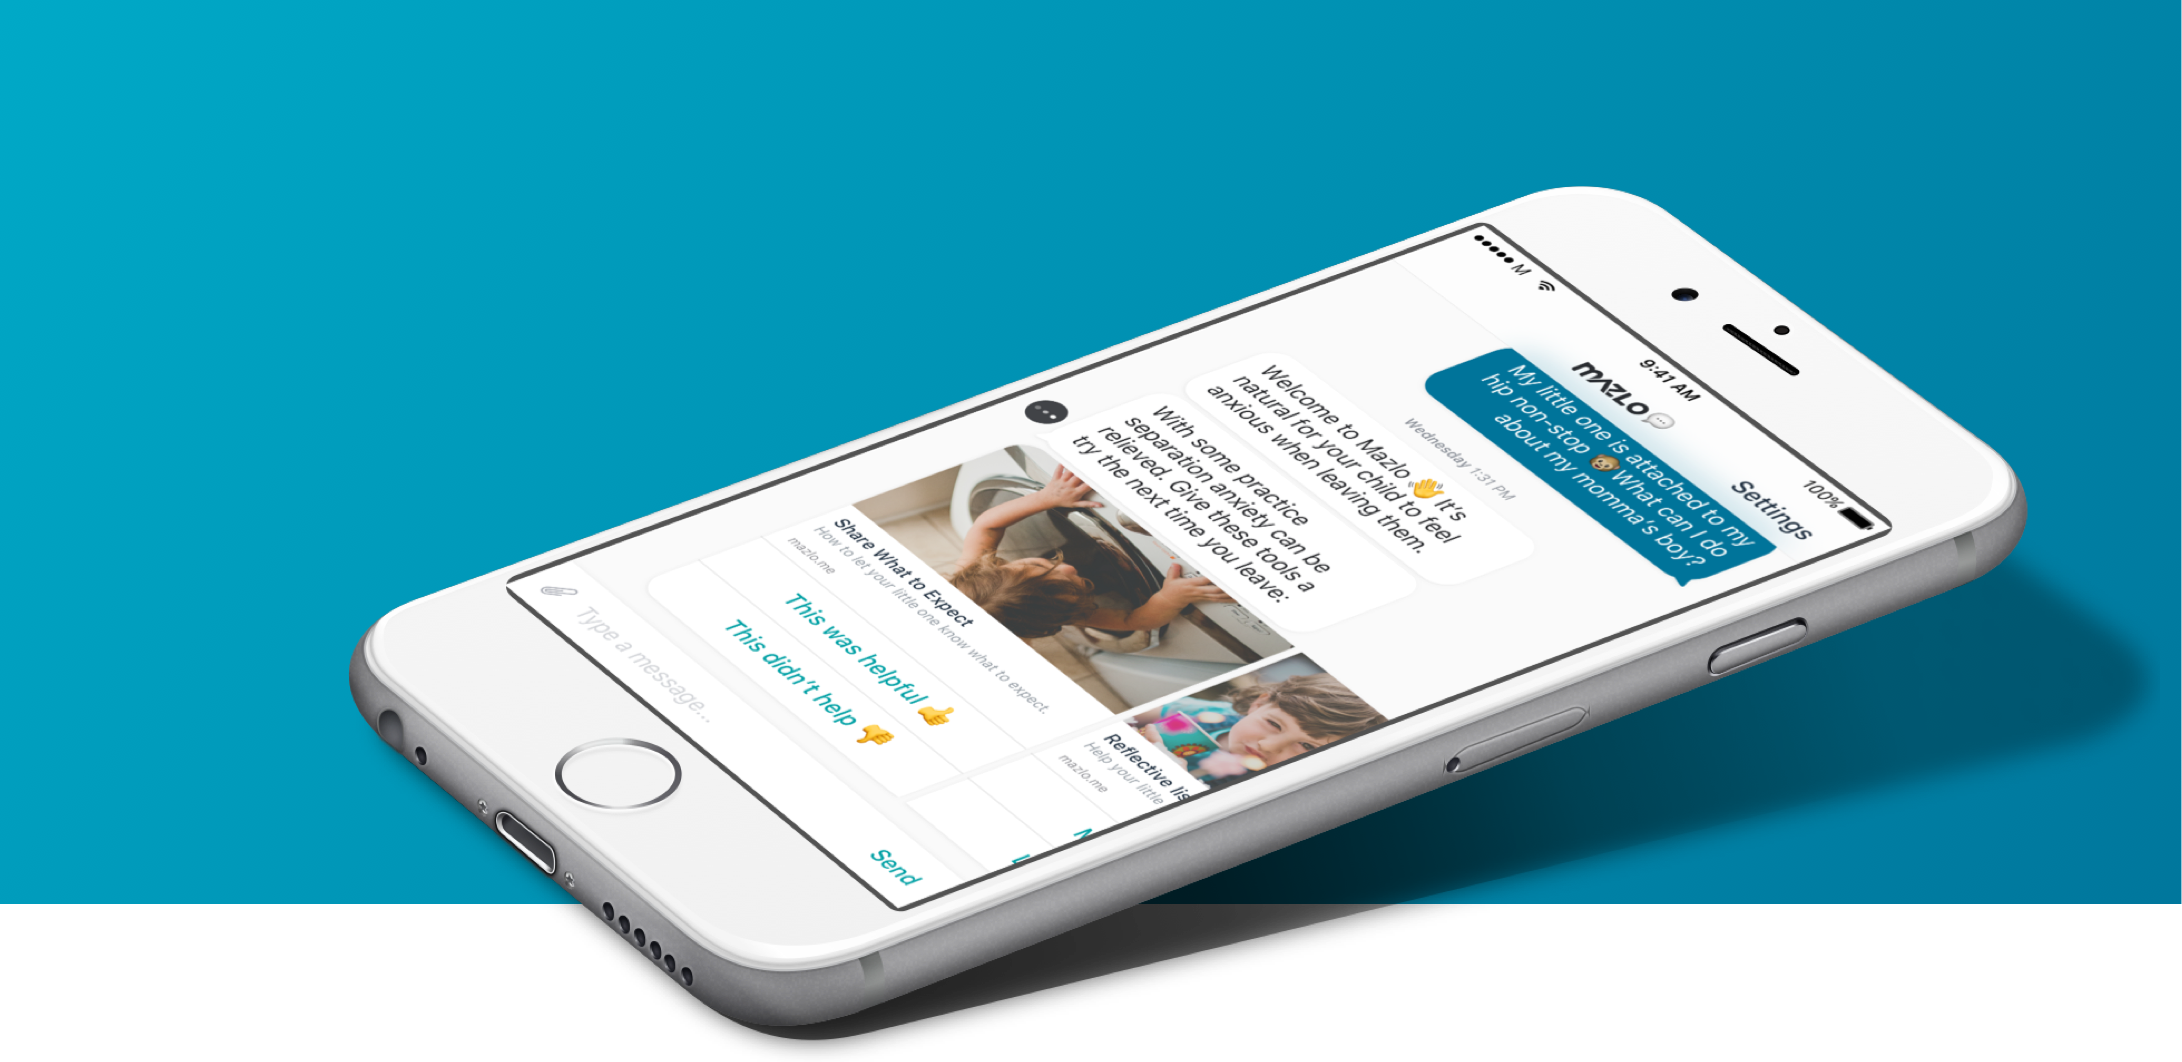 M
9:41 AM
100%
mAZLO
Settings
My little one is attached to my
hip non-stop 🐵 What can I do
about my momma's boy?
Wednesday 1:31 PM
Welcome to Mazlo 👋 It's
natural for your child to feel
anxious when leaving them.
With some practice
separation anxiety can be
relieved. Give these tools a
try the next time you leave:
Share What to Expect
How to let your little one know what to expect.
mazlo.me
This was helpful 👍
This didn't help 👎
Reflective lis
Help your little
mazlo.me
Type a message...
Send